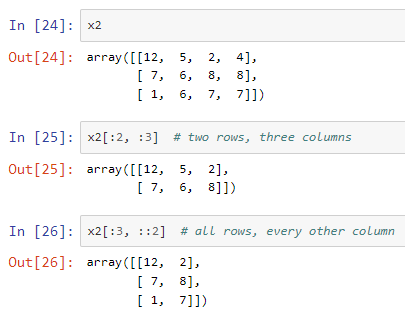 In [24]: x2
Out[24]: array([[12,  5,  2,  4],
       [ 7,  6,  8,  8],
       [ 1,  6,  7,  7]])
In [25]: x2[:2, :3]  # two rows, three columns
Out[25]: array([[12,  5,  2],
       [ 7,  6,  8]])
In [26]: x2[:3, ::2]  # all rows, every other column
Out[26]: array([[12,  2],
       [ 7,  8],
       [ 1,  7]])